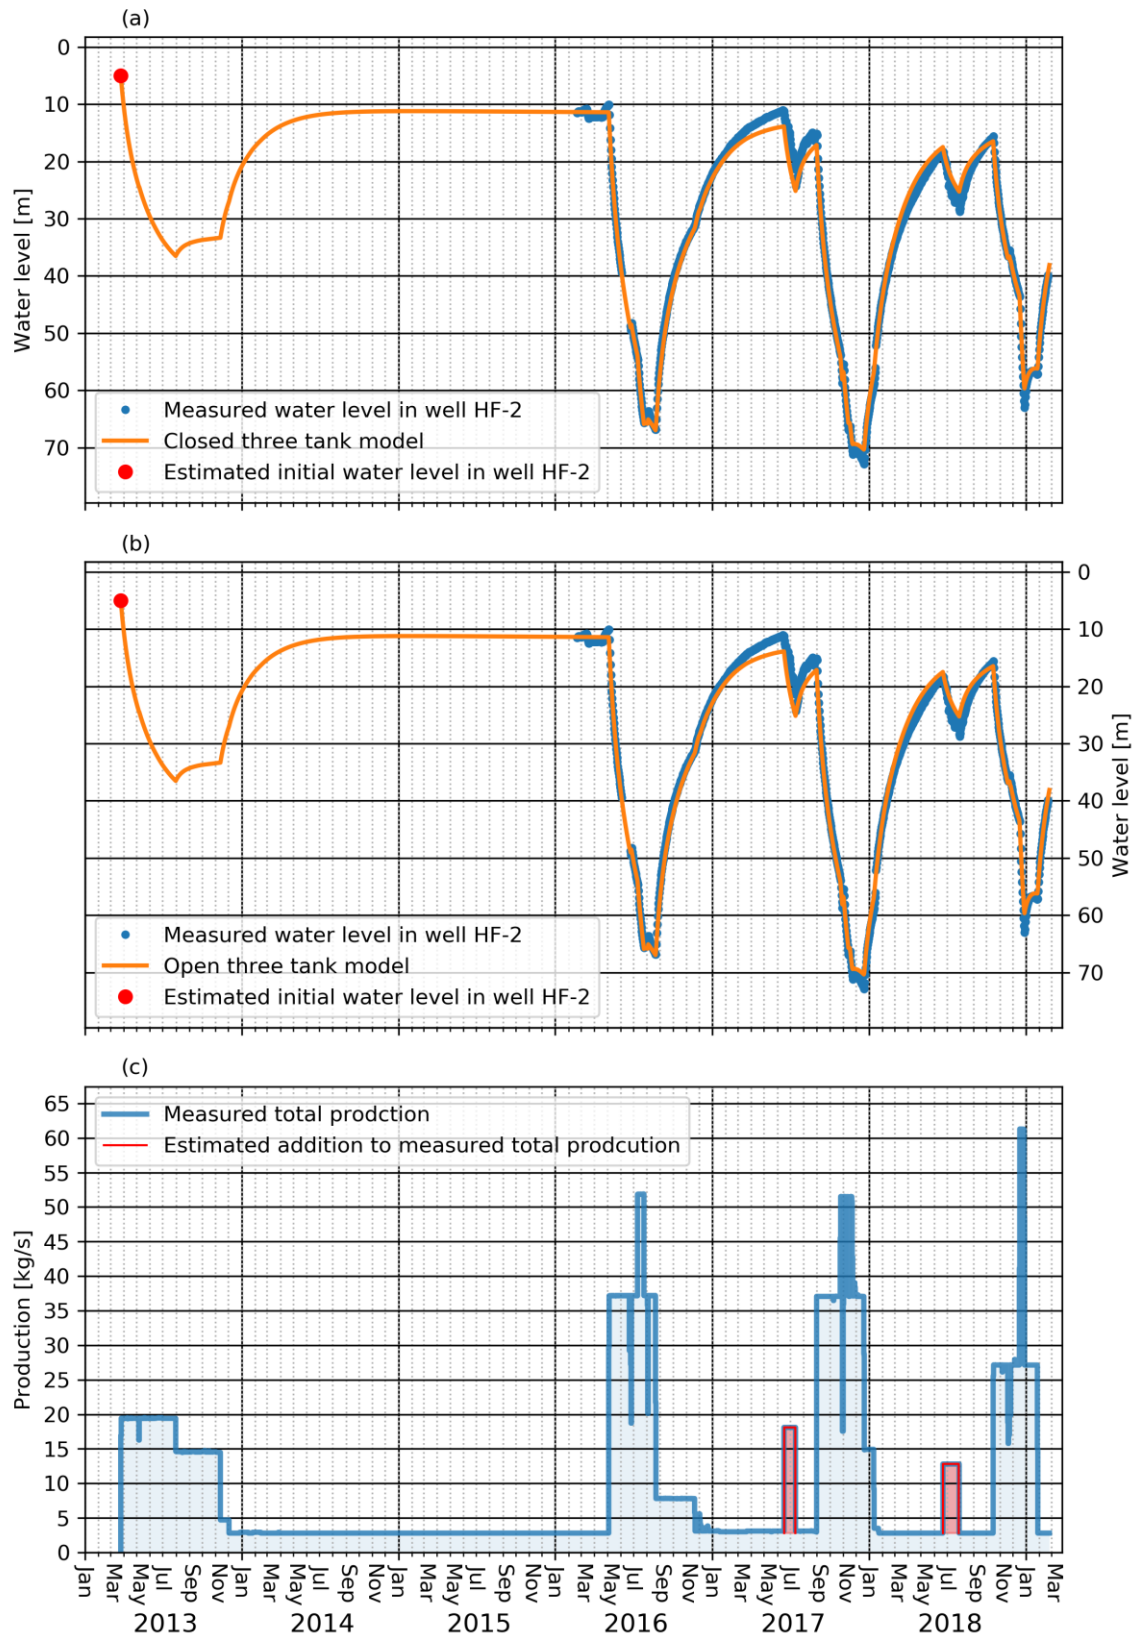 (a)
0
10
20
30
40
50
60
70
Water level [m]
Measured water level in well HF-2
Closed three tank model
Estimated initial water level in well HF-2
(b)
0
10
20
30
40
50
60
70
Water level [m]
Measured water level in well HF-2
Open three tank model
Estimated initial water level in well HF-2
(c)
65
60
55
50
45
40
35
30
25
20
15
10
5
0
Production [kg/s]
Measured total prodction
Estimated addition to measured total prodcution
Jan Mar May Jul Sep Nov Jan Mar May Jul Sep Nov Jan Mar May Jul Sep Nov Jan Mar May Jul Sep Nov Jan Mar May Jul Sep Nov Jan Mar May Jul Sep Nov Jan Mar
2013 2014 2015 2016 2017 2018